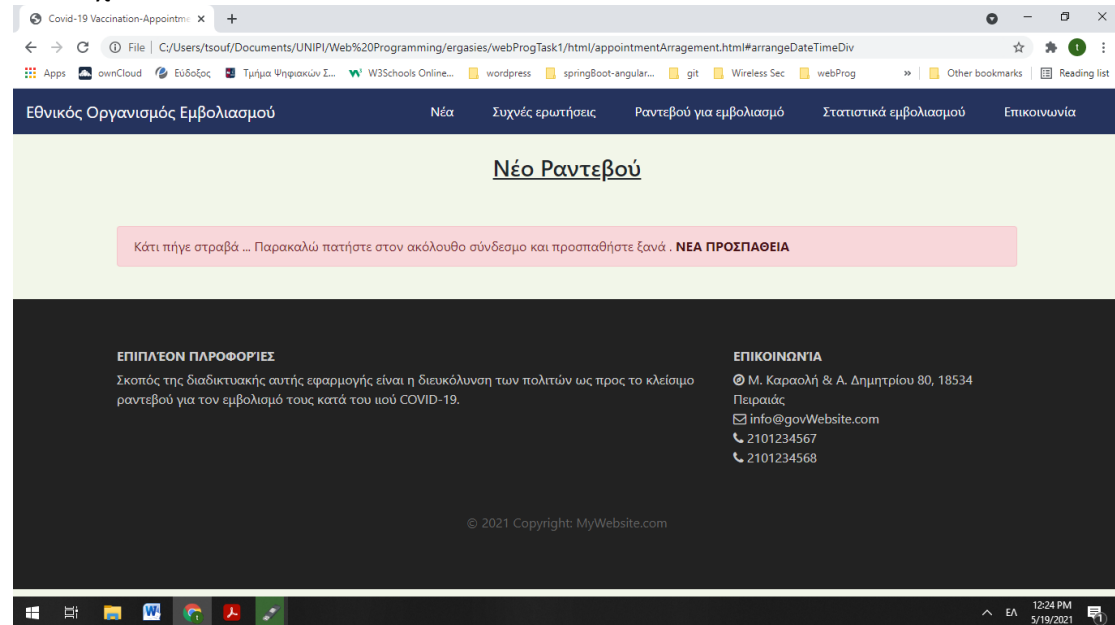 Covid-19 Vaccination-Appointme
File | C:/Users/tsouf/Documents/UNIPI/Web%20Programming/ergasies/webProgTask1/html/appointmentArragement.html#arrangeDateTimeDiv
Apps ownCloud Εύδοξος Τμήμα Ψηφιακών Σ... W3Schools Online... wordpress springBoot-angular... git Wireless Sec webProg » Other bookmarks Reading list
Εθνικός Οργανισμός Εμβολιασμού Νέα Συχνές ερωτήσεις Ραντεβού για εμβολιασμό Στατιστικά εμβολιασμού Επικοινωνία
Νέο Ραντεβού
Κάτι πήγε στραβά ... Παρακαλώ πατήστε στον ακόλουθο σύνδεσμο και προσπαθήστε ξανά . ΝΕΑ ΠΡΟΣΠΑΘΕΙΑ
ΕΠΙΠΛΈΟΝ ΠΛΡΟΦΟΡΊΕΣ
Σκοπός της διαδικτυακής αυτής εφαρμογής είναι η διευκόλυνση των πολιτών ως προς το κλείσιμο
ραντεβού για τον εμβολισμό τους κατά του ιιού COVID-19.
ΕΠΙΚΟΙΝΩΝΊΑ
Μ. Καραολή & Α. Δημητρίου 80, 18534
Πειραιάς
info@govWebsite.com
2101234567
2101234568
© 2021 Copyright: MyWebsite.com
ΕΛ 12:24 PM
5/19/2021